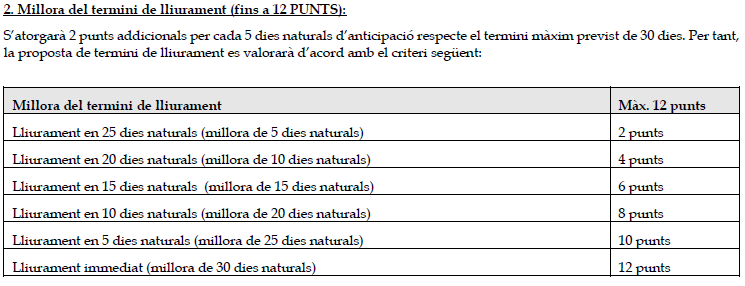 2. Millora del termini de lliurament (fins a 12 PUNTS):
S’atorgarà 2 punts addicionals per cada 5 dies naturals d’anticipació respecte el termini màxim previst de 30 dies. Per tant,
la proposta de termini de lliurament es valorarà d’acord amb el criteri següent:
Millora del termini de lliurament Màx. 12 punts
Lliurament en 25 dies naturals (millora de 5 dies naturals) 2 punts
Lliurament en 20 dies naturals (millora de 10 dies naturals) 4 punts
Lliurament en 15 dies naturals (millora de 15 dies naturals) 6 punts
Lliurament en 10 dies naturals (millora de 20 dies naturals) 8 punts
Lliurament en 5 dies naturals (millora de 25 dies naturals) 10 punts
Lliurament immediat (millora de 30 dies naturals) 12 punts